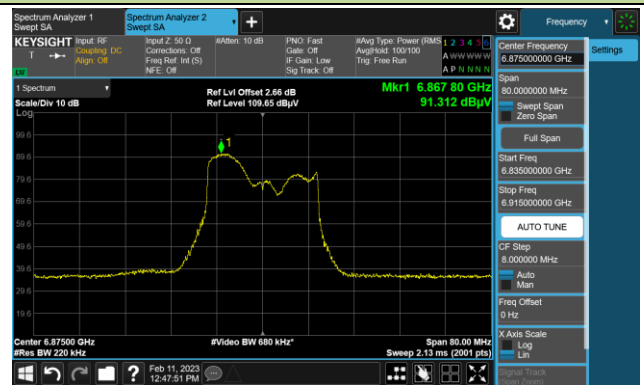 Spectrum Analyzer 1
Swept SA
Spectrum Analyzer 2
Swept SA
Frequency
KEYSIGHT
T
LW
Input: RF
Coupling: DC
Align: Off
Input Z: 50 Ω
Corrections: Off
Freq Ref: Int (S)
NFE: Off
#Atten: 10 dB
PNO: Fast
Gate: Off
IF Gain: Low
Sig Track: Off
#Avg Type: Power (RMS
Avg|Hold: 100/100
Trig: Free Run
1 2 3 4 5 6
A W W W W W
A P N N N N
1 Spectrum
Scale/Div 10 dB
Log
Ref Lvl Offset 2.66 dB
Ref Level 109.65 dBµV
Mkr1 6.867 80 GHz
91.312 dBµV
1
99.6
89.6
79.6
69.6
59.6
49.6
39.6
29.6
19.6
Center 6.87500 GHz
#Res BW 220 kHz
#Video BW 680 kHz*
Span 80.00 MHz
Sweep 2.13 ms (2001 pts)
Center Frequency
6.875000000 GHz
Settings
Span
80.0000000 MHz
Swept Span
Zero Span
Full Span
Start Freq
6.835000000 GHz
Stop Freq
6.915000000 GHz
AUTO TUNE
CF Step
8.000000 MHz
Auto
Man
Freq Offset
0 Hz
X Axis Scale
Log
Lin
Signal Track
(Span Zoom)
?
Feb 11, 2023
12:47:51 PM